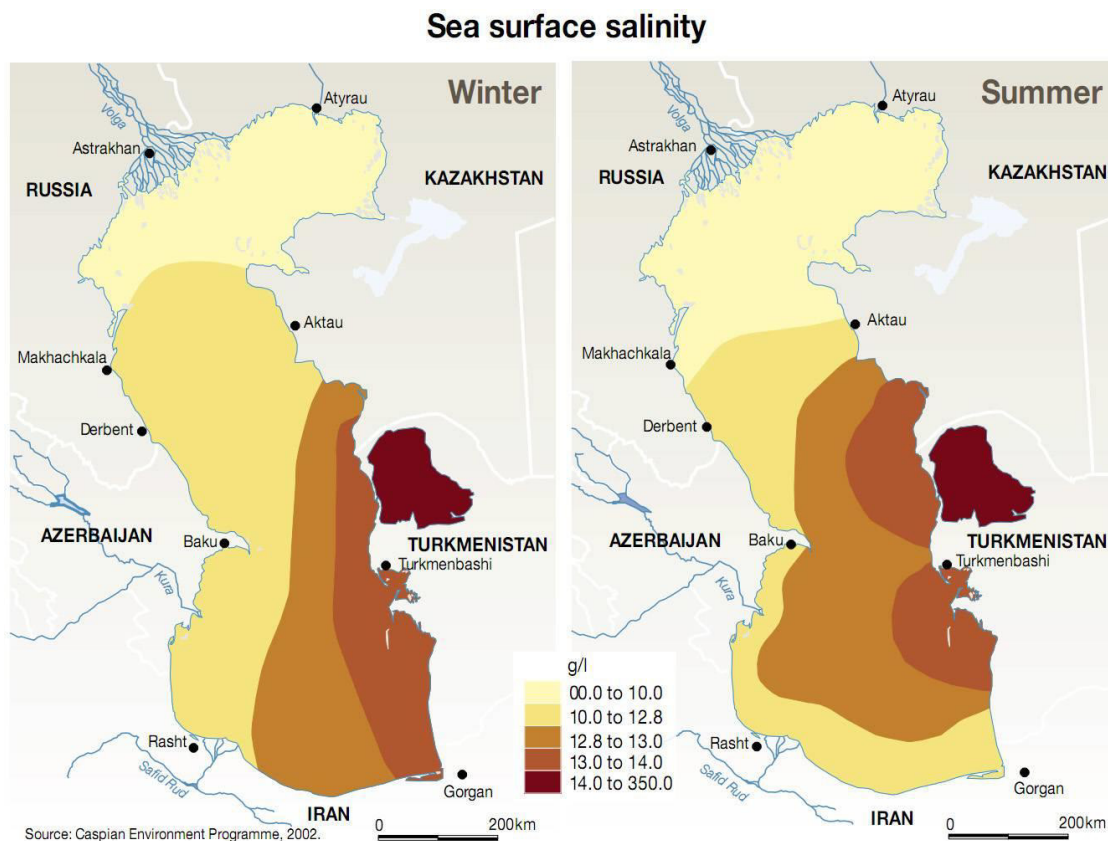 Sea surface salinity
Winter
Atyrau
Volga
Astrakhan
RUSSIA
KAZAKHSTAN
Aktau
Makhachkala
Derbent
AZERBAIJAN
Baku
TURKMENISTAN
Turkmenbashi
Kura
Rasht
Safid Rud
Gorgan
IRAN
Source: Caspian Environment Programme, 2002.
0 200km
g/l
00.0 to 10.0
10.0 to 12.8
12.8 to 13.0
13.0 to 14.0
14.0 to 350.0
Summer
Atyrau
Volga
Astrakhan
RUSSIA
KAZAKHSTAN
Aktau
Makhachkala
Derbent
AZERBAIJAN
Baku
TURKMENISTAN
Turkmenbashi
Kura
Rasht
Safid Rud
Gorgan
IRAN
0 200km